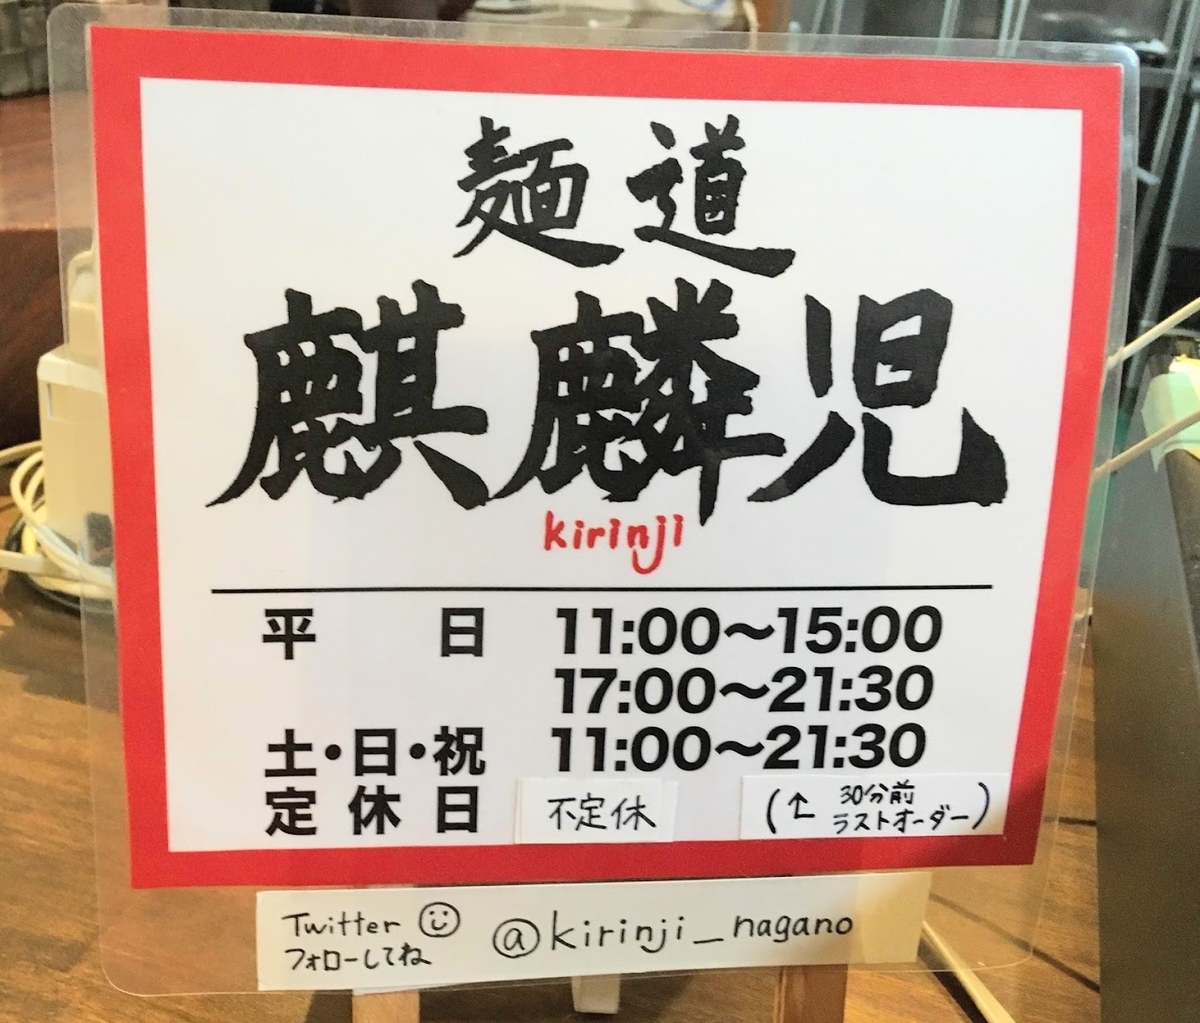 麺道
麒麟児
kirinji
平日 11:00〜15:00
17:00〜21:30
土・日・祝 11:00〜21:30
定休日 不定休 (↑ 30分前
ラストオーダー)
Twitter ☺ @kirinji_nagano
フォローしてね